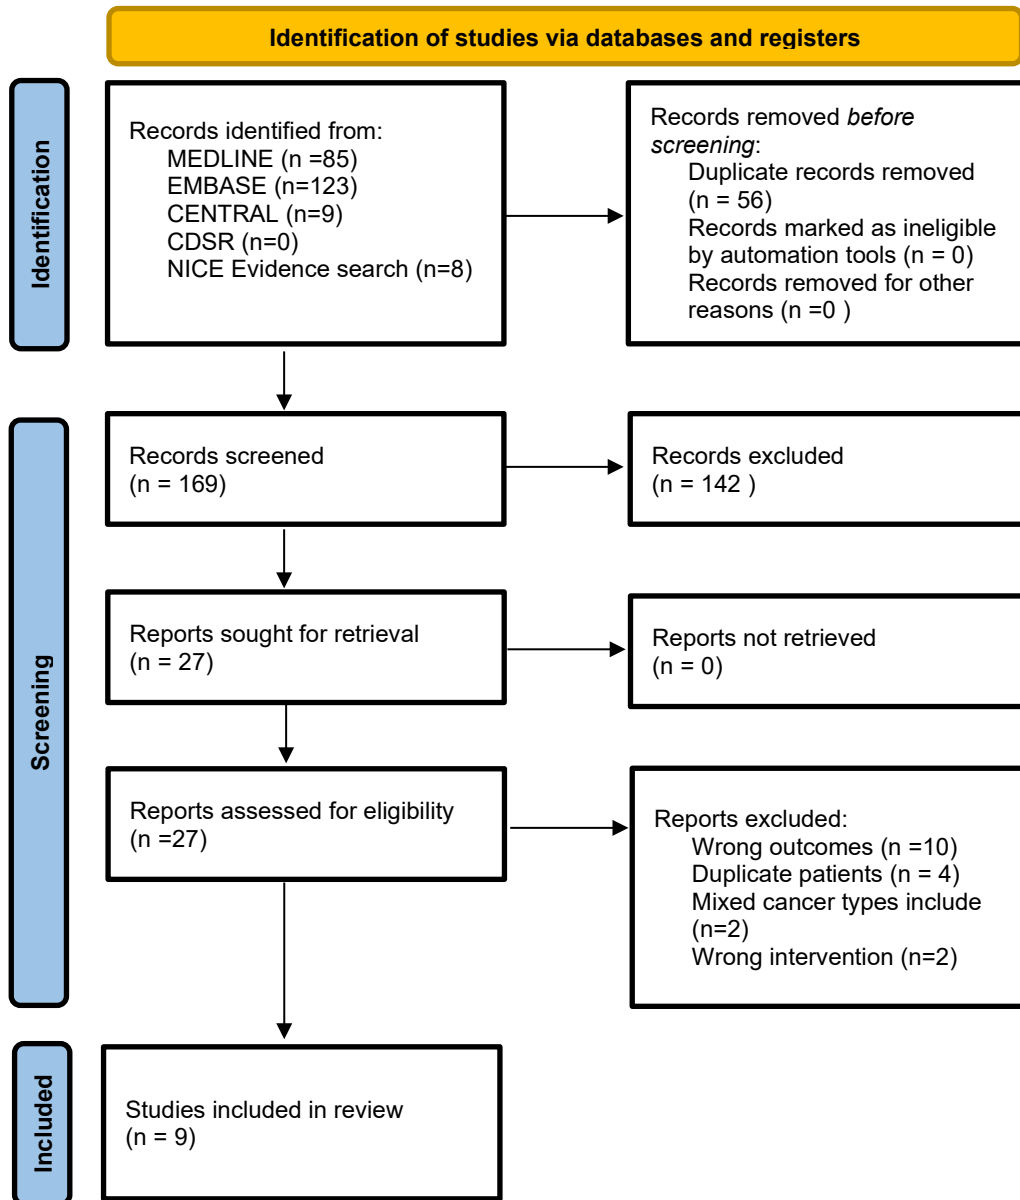 Identification of studies via databases and registers
Identification
Records identified from:
MEDLINE (n =85)
EMBASE (n=123)
CENTRAL (n=9)
CDSR (n=0)
NICE Evidence search (n=8)
Records removed before
screening:
Duplicate records removed
(n = 56)
Records marked as ineligible
by automation tools (n = 0)
Records removed for other
reasons (n =0 )
Screening
Records screened
(n = 169)
Records excluded
(n = 142 )
Reports sought for retrieval
(n = 27)
Reports not retrieved
(n = 0)
Reports assessed for eligibility
(n =27)
Reports excluded:
Wrong outcomes (n =10)
Duplicate patients (n = 4)
Mixed cancer types include
(n=2)
Wrong intervention (n=2)
Included
Studies included in review
(n = 9)